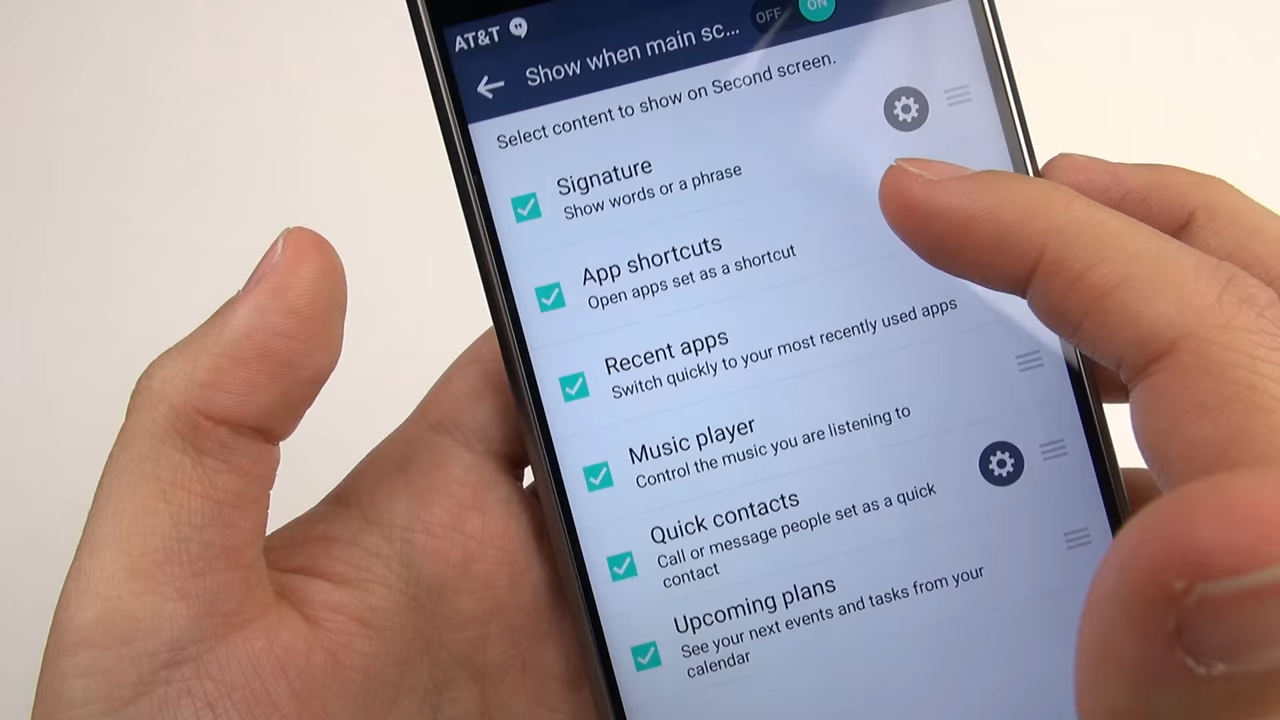 AT&T
Show when main sc...
OFF
ON
Select content to show on Second screen.
Signature
Show words or a phrase
App shortcuts
Open apps set as a shortcut
Recent apps
Switch quickly to your most recently used apps
Music player
Control the music you are listening to
Quick contacts
Call or message people set as a quick
contact
Upcoming plans
See your next events and tasks from your
calendar